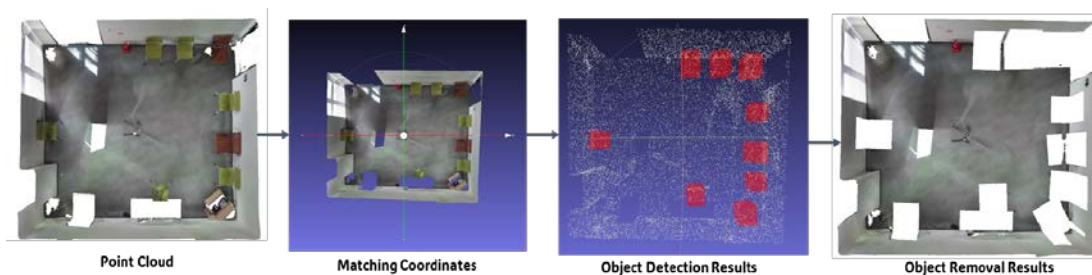 Point Cloud
Matching Coordinates
Object Detection Results
Object Removal Results